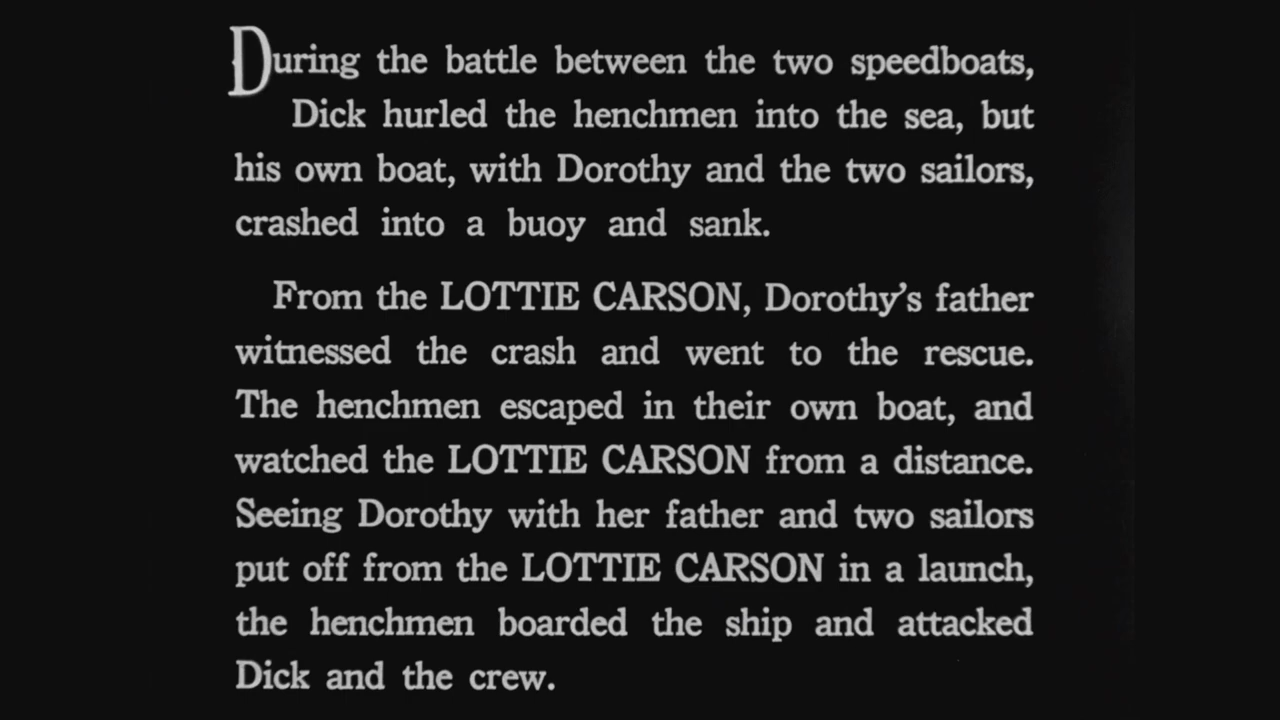 During the battle between the two speedboats,
Dick hurled the henchmen into the sea, but
his own boat, with Dorothy and the two sailors,
crashed into a buoy and sank.
From the LOTTIE CARSON, Dorothy's father
witnessed the crash and went to the rescue.
The henchmen escaped in their own boat, and
watched the LOTTIE CARSON from a distance.
Seeing Dorothy with her father and two sailors
put off from the LOTTIE CARSON in a launch,
the henchmen boarded the ship and attacked
Dick and the crew.